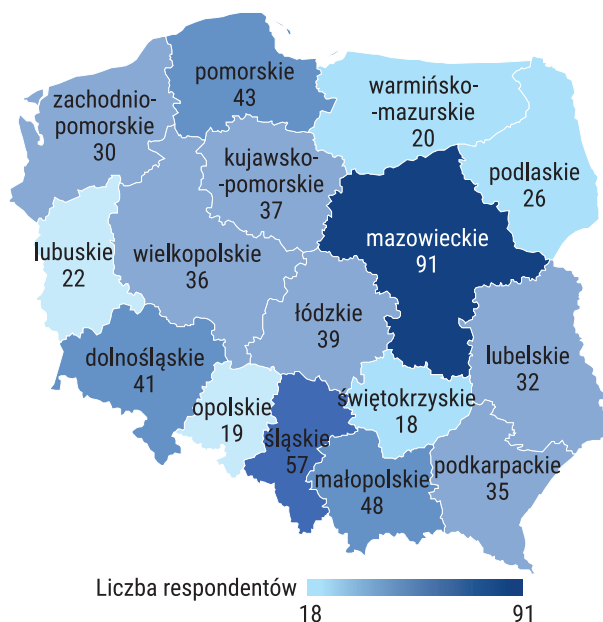 pomorskie
43
zachodnio-
pomorskie
30
warmińsko-
-mazurskie
20
kujawsko-
-pomorskie
37
podlaskie
26
mazowieckie
91
lubuskie
22
wielkopolskie
36
łódzkie
39
dolnośląskie
41
lubelskie
32
opolskie
19
śląskie
57
świętokrzyskie
18
małopolskie
48
podkarpackie
35
Liczba respondentów
18 91